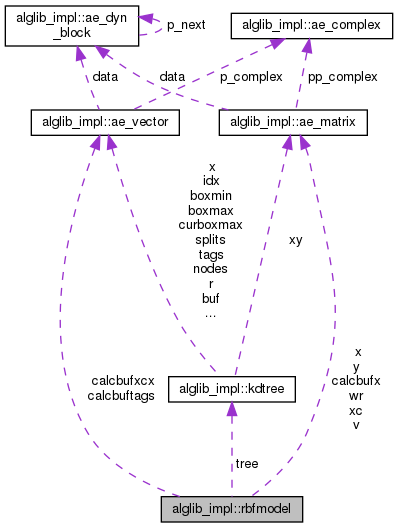 alglib_impl::ae_dyn
_block
p_next
alglib_impl::ae_complex
data
data
p_complex
pp_complex
alglib_impl::ae_vector
alglib_impl::ae_matrix
x
idx
boxmin
boxmax
curboxmax
splits
tags
nodes
r
buf
...
xy
calcbufxcx
calcbuftags
alglib_impl::kdtree
x
y
calcbufx
wr
xc
v
tree
alglib_impl::rbfmodel